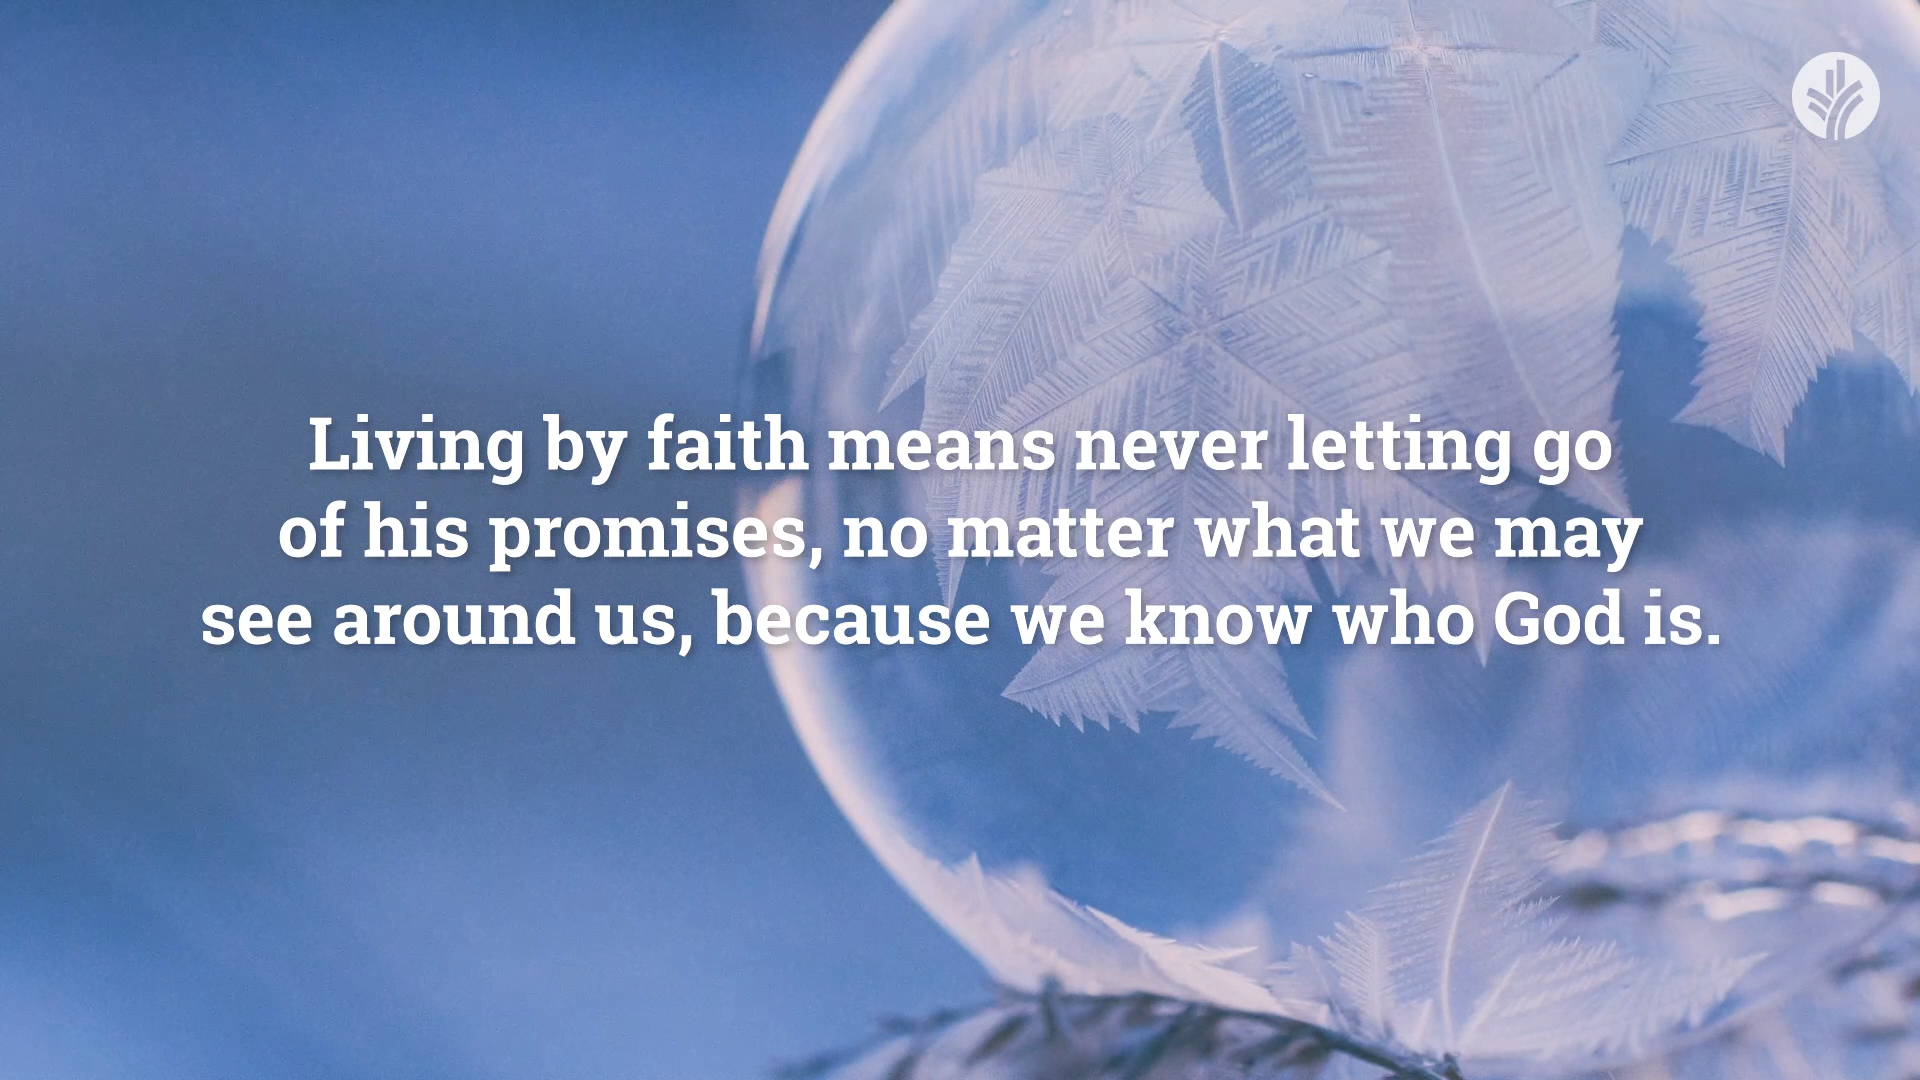 Living by faith means never letting go
of his promises, no matter what we may
see around us, because we know who God is.